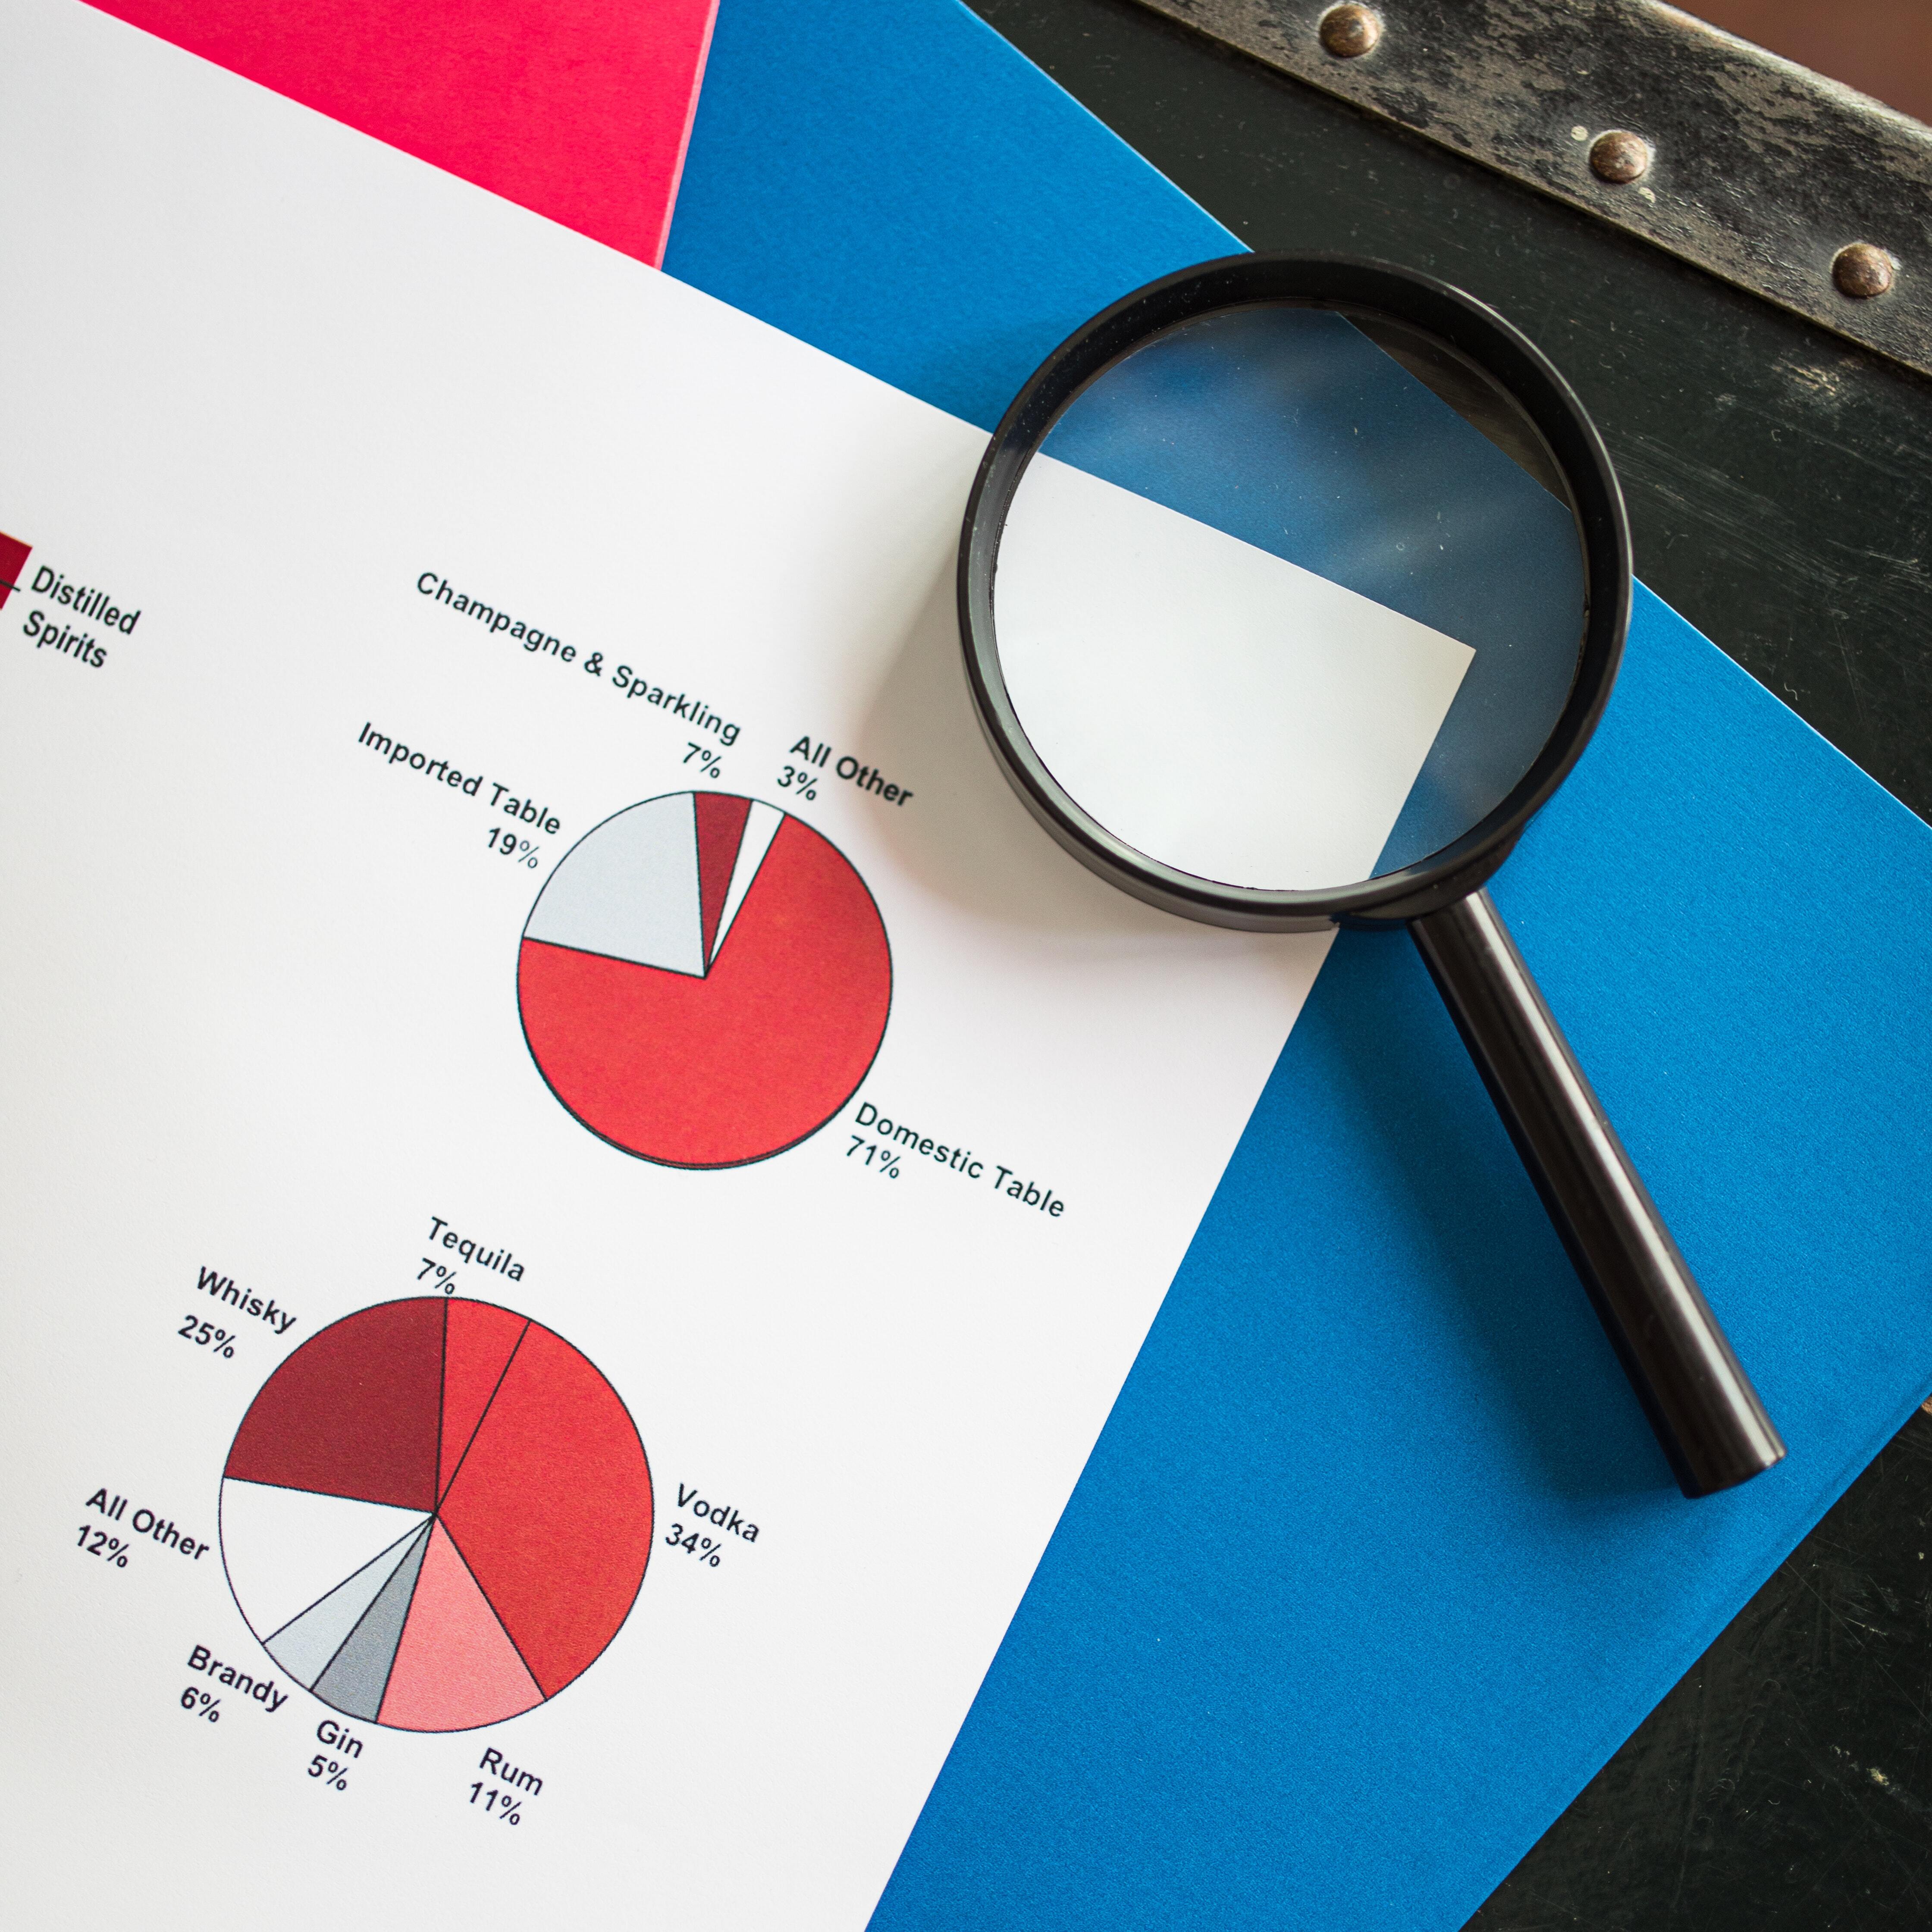 Distilled
Spirits
Champagne & Sparkling
7%
All Other
3%
Imported Table
19%
Domestic Table
71%
Tequila
7%
Whisky
25%
Vodka
34%
All Other
12%
Brandy
6%
Gin
5%
Rum
11%